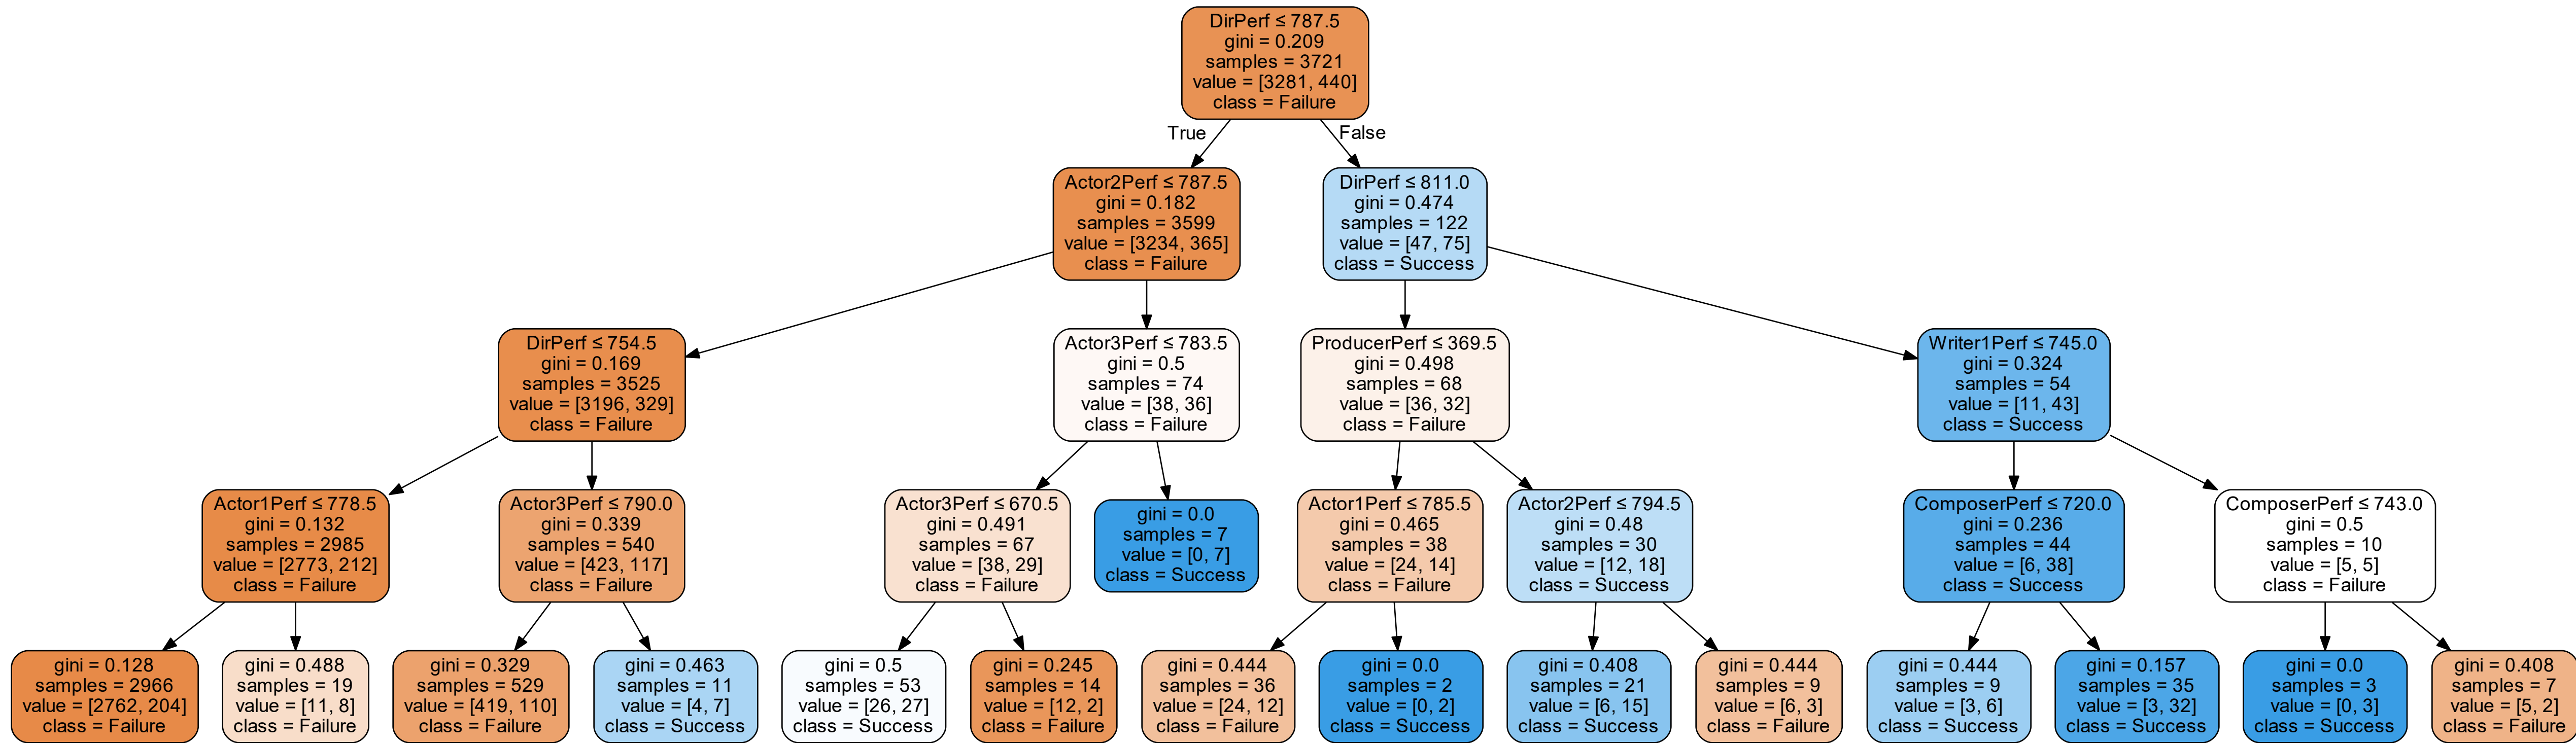 DirPerf ≤ 787.5
gini = 0.209
samples = 3721
value = [3281, 440]
class = Failure
True
False
Actor2Perf ≤ 787.5
gini = 0.182
samples = 3599
value = [3234, 365]
class = Failure
DirPerf ≤ 811.0
gini = 0.474
samples = 122
value = [47, 75]
class = Success
DirPerf ≤ 754.5
gini = 0.169
samples = 3525
value = [3196, 329]
class = Failure
Actor3Perf ≤ 783.5
gini = 0.5
samples = 74
value = [38, 36]
class = Failure
ProducerPerf ≤ 369.5
gini = 0.498
samples = 68
value = [36, 32]
class = Failure
Writer1Perf ≤ 745.0
gini = 0.324
samples = 54
value = [11, 43]
class = Success
Actor1Perf ≤ 778.5
gini = 0.132
samples = 2985
value = [2773, 212]
class = Failure
Actor3Perf ≤ 790.0
gini = 0.339
samples = 540
value = [423, 117]
class = Failure
Actor3Perf ≤ 670.5
gini = 0.491
samples = 67
value = [38, 29]
class = Failure
gini = 0.0
samples = 7
value = [0, 7]
class = Success
Actor1Perf ≤ 785.5
gini = 0.465
samples = 38
value = [24, 14]
class = Failure
Actor2Perf ≤ 794.5
gini = 0.48
samples = 30
value = [12, 18]
class = Success
ComposerPerf ≤ 720.0
gini = 0.236
samples = 44
value = [6, 38]
class = Success
ComposerPerf ≤ 743.0
gini = 0.5
samples = 10
value = [5, 5]
class = Failure
gini = 0.128
samples = 2966
value = [2762, 204]
class = Failure
gini = 0.488
samples = 19
value = [11, 8]
class = Failure
gini = 0.329
samples = 529
value = [419, 110]
class = Failure
gini = 0.463
samples = 11
value = [4, 7]
class = Success
gini = 0.5
samples = 53
value = [26, 27]
class = Success
gini = 0.245
samples = 14
value = [12, 2]
class = Failure
gini = 0.444
samples = 36
value = [24, 12]
class = Failure
gini = 0.0
samples = 2
value = [0, 2]
class = Success
gini = 0.408
samples = 21
value = [6, 15]
class = Success
gini = 0.444
samples = 9
value = [6, 3]
class = Failure
gini = 0.444
samples = 9
value = [3, 6]
class = Success
gini = 0.157
samples = 35
value = [3, 32]
class = Success
gini = 0.0
samples = 3
value = [0, 3]
class = Success
gini = 0.408
samples = 7
value = [5, 2]
class = Failure